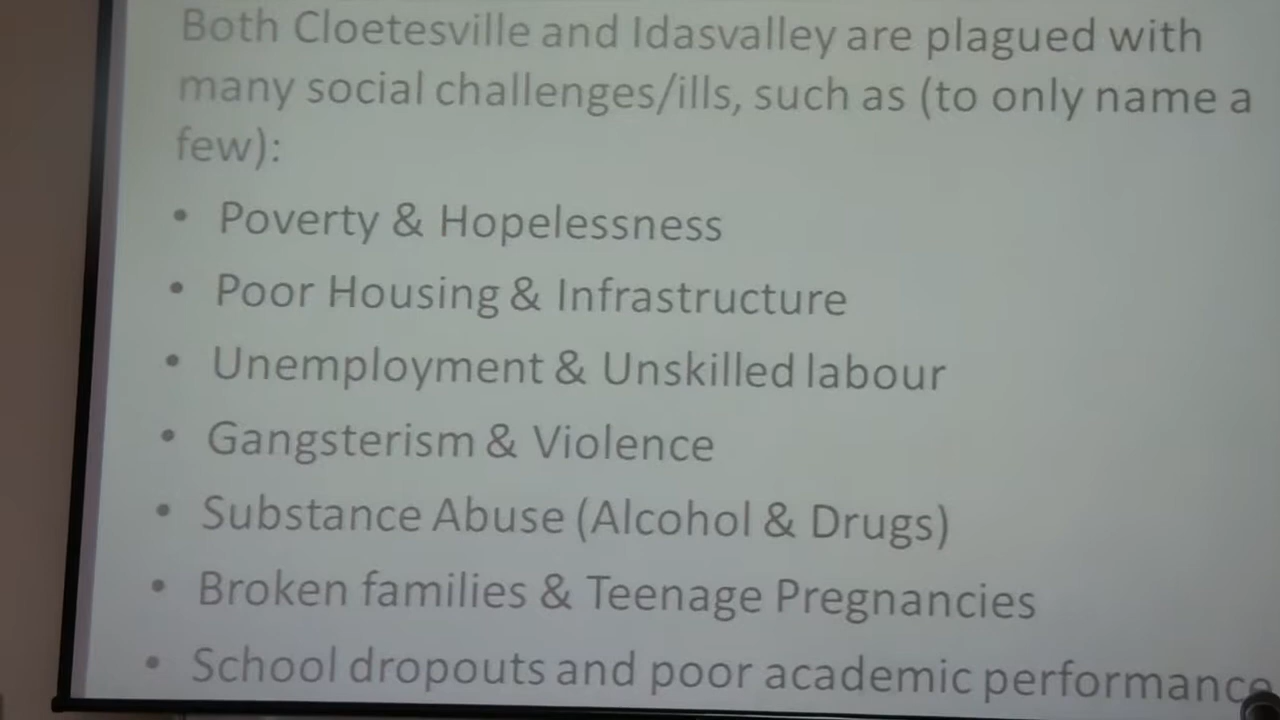 Both Cloetesville and Idasvalley are plagued with
many social challenges/ills, such as (to only name a
few):
• Poverty & Hopelessness
• Poor Housing & Infrastructure
• Unemployment & Unskilled labour
• Gangsterism & Violence
• Substance Abuse (Alcohol & Drugs)
• Broken families & Teenage Pregnancies
• School dropouts and poor academic performance